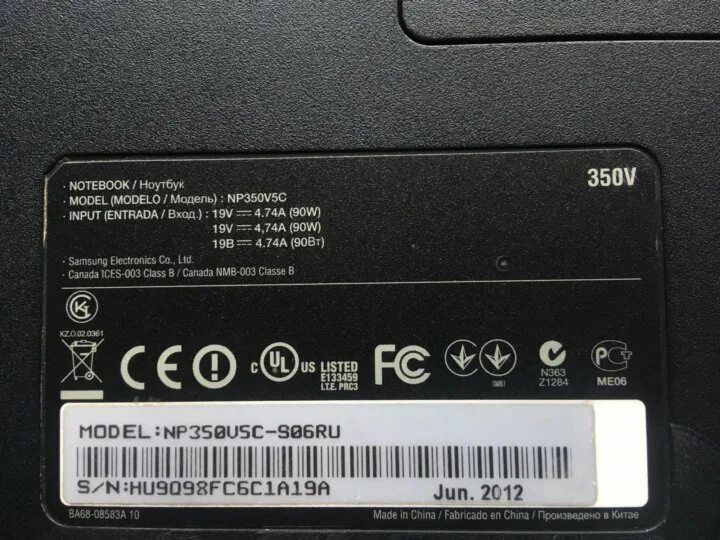 350V
· NOTEBOOK / Ноутбук
· MODEL (MODELO / Модель) : NP350V5C
· INPUT (ENTRADA / Вход.) : 19V ⎓ 4.74A (90W)
19V ⎓ 4,74A (90W)
19В ⎓ 4.74A (90Вт)
· Samsung Electronics Co., Ltd.
· Canada ICES-003 Class B / Canada NMB-003 Classe B
KZ.O.02.0361
CE
C UL US LISTED
E133459
I.T.E. PRC3
FC
N363
Z1284
ME06
MODEL:NP350V5C-S06RU
S/N:HU9Q98FC6C1A19A
Jun. 2012
BA68-08583A 10
Made in China / Fabricado en China / Произведено в Китае